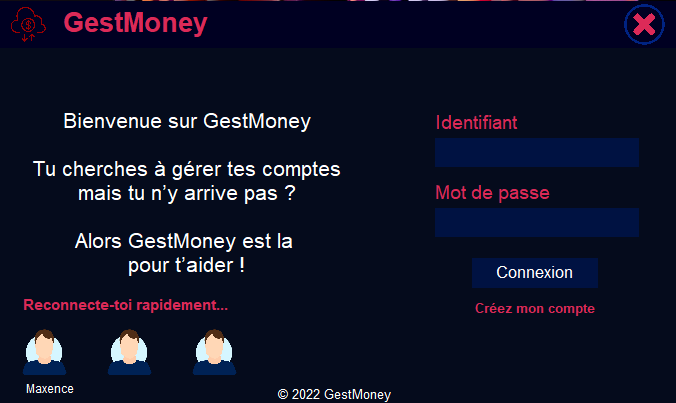 GestMoney
Bienvenue sur GestMoney
Tu cherches à gérer tes comptes
mais tu n’y arrive pas ?
Alors GestMoney est la
pour t’aider !
Reconnecte-toi rapidement...
Maxence
Identifiant
Mot de passe
Connexion
Créez mon compte
© 2022 GestMoney